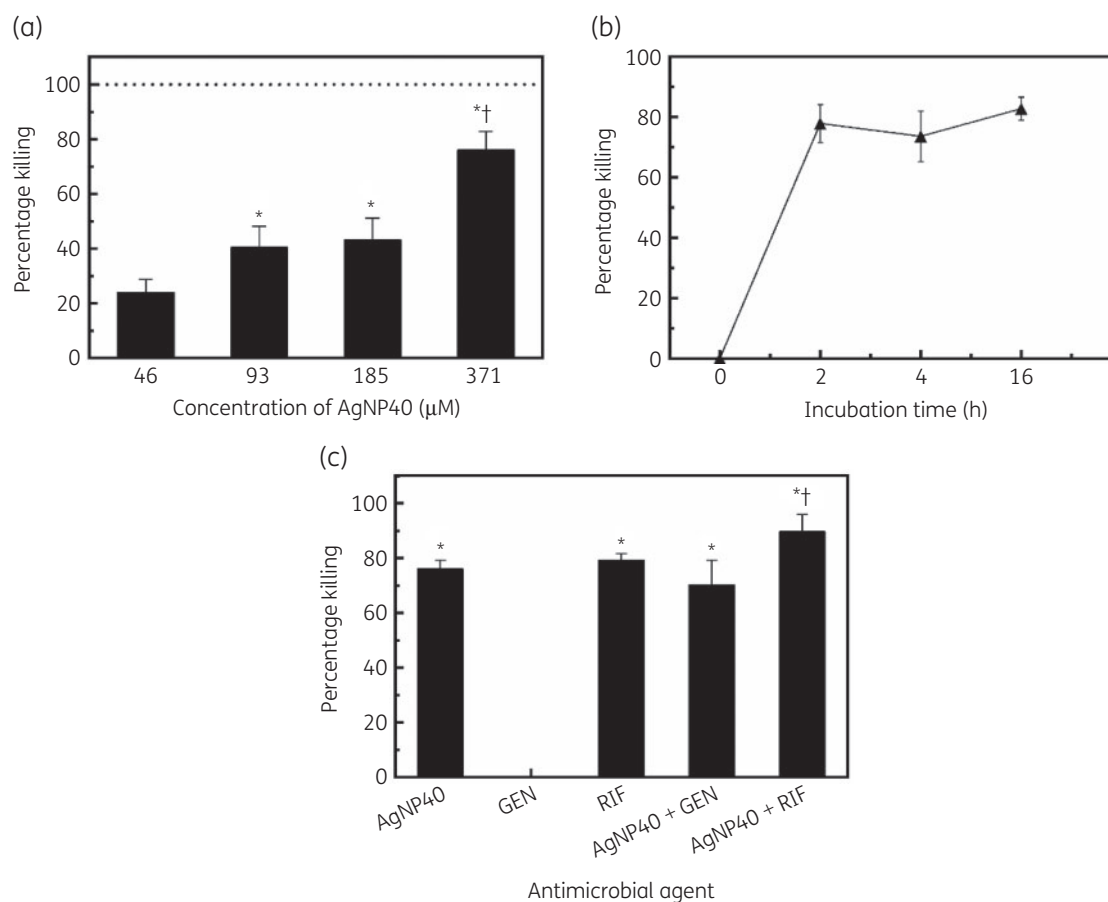 (a)
100
80
60
40
20
0
Percentage killing
*
*
*†
46 93 185 371
Concentration of AgNP40 (µM)
(b)
100
80
60
40
20
0
Percentage killing
0 2 4 16
Incubation time (h)
(c)
100
80
60
40
20
0
Percentage killing
*
*
*
*†
AgNP40
GEN
RIF
AgNP40 + GEN
AgNP40 + RIF
Antimicrobial agent